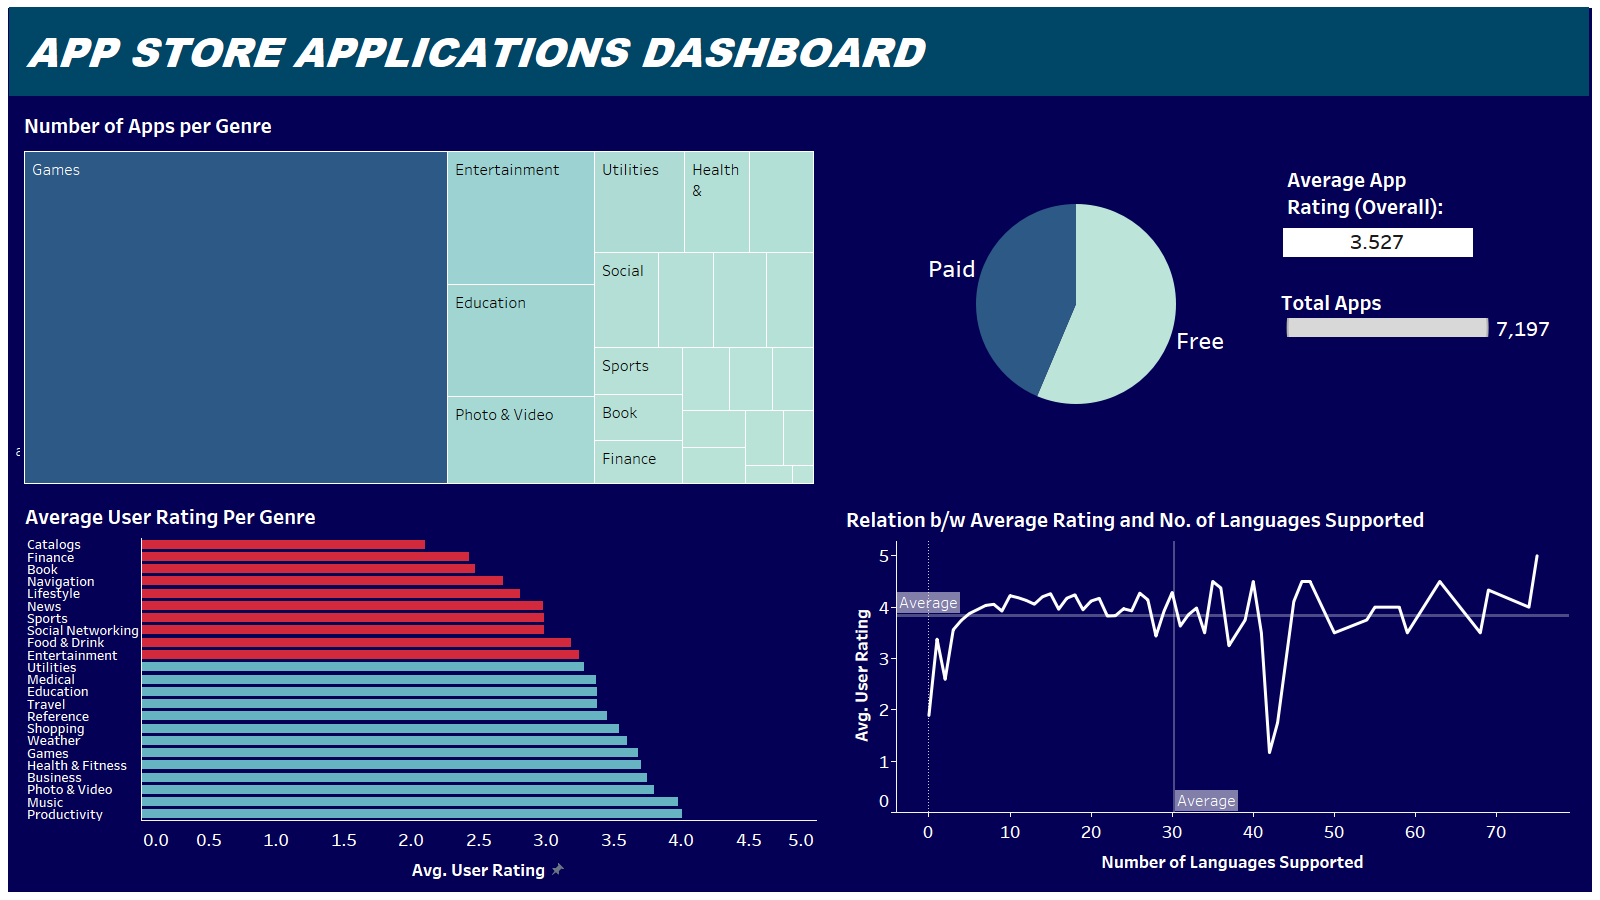 APP STORE APPLICATIONS DASHBOARD
Number of Apps per Genre
Games
Entertainment
Utilities
Health
&
Education
Social
Photo & Video
Sports
Book
Finance
Paid
Free
Average App
Rating (Overall):
3.527
Total Apps
7,197
Average User Rating Per Genre
Catalogs
Finance
Book
Navigation
Lifestyle
News
Sports
Social Networking
Food & Drink
Entertainment
Utilities
Medical
Education
Travel
Reference
Shopping
Weather
Games
Health & Fitness
Business
Photo & Video
Music
Productivity
0.0 0.5 1.0 1.5 2.0 2.5 3.0 3.5 4.0 4.5 5.0
Avg. User Rating
Relation b/w Average Rating and No. of Languages Supported
Avg. User Rating
5
4
3
2
1
0
Average
Average
0 10 20 30 40 50 60 70
Number of Languages Supported